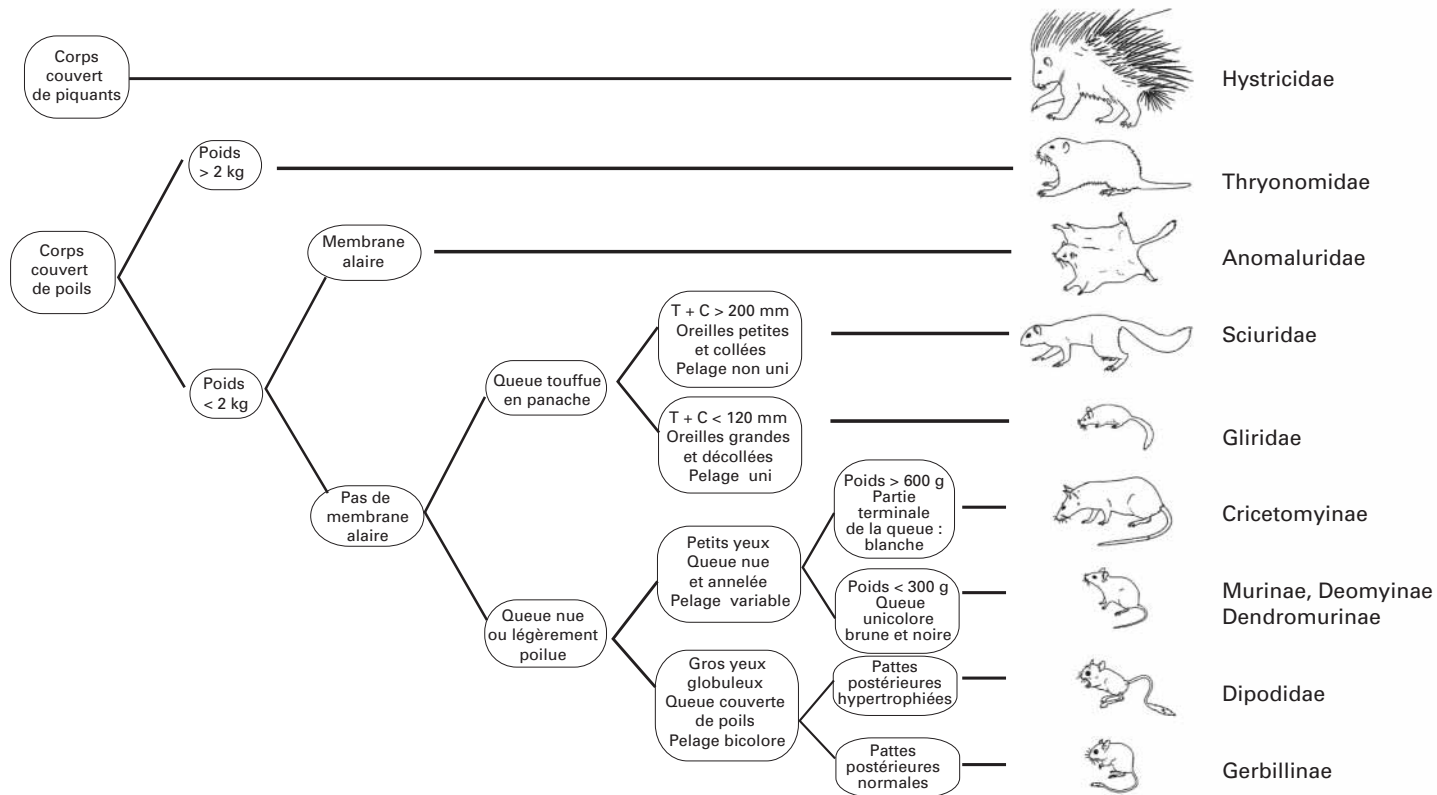 Corps
couvert
de piquants
Hystricidae
Poids
> 2 kg
Thryonomidae
Corps
couvert
de poils
Membrane
alaire
Anomaluridae
T + C > 200 mm
Oreilles petites
et collées
Pelage non uni
Sciuridae
Poids
< 2 kg
Queue touffue
en panache
T + C < 120 mm
Oreilles grandes
et décollées
Pelage uni
Gliridae
Pas de
membrane
alaire
Poids > 600 g
Partie
terminale
de la queue :
blanche
Cricetomyinae
Petits yeux
Queue nue
et annelée
Pelage variable
Poids < 300 g
Queue
unicolore
brune et noire
Murinae, Deomyinae
Dendromurinae
Queue nue
ou légèrement
poilue
Gros yeux
globuleux
Queue couverte
de poils
Pelage bicolore
Pattes
postérieures
hypertrophiées
Dipodidae
Pattes
postérieures
normales
Gerbillinae